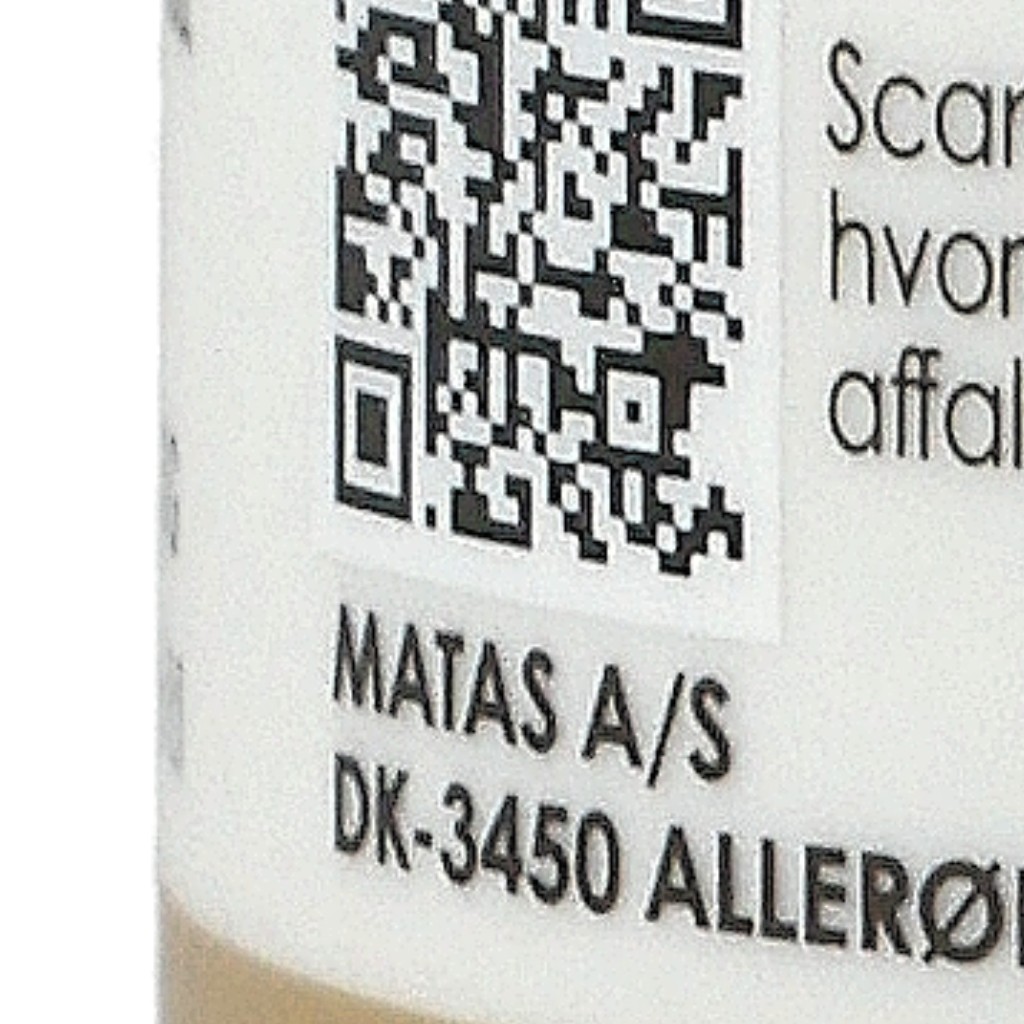 Scan
hvor
affal
MATAS A/S
DK-3450 ALLERØ